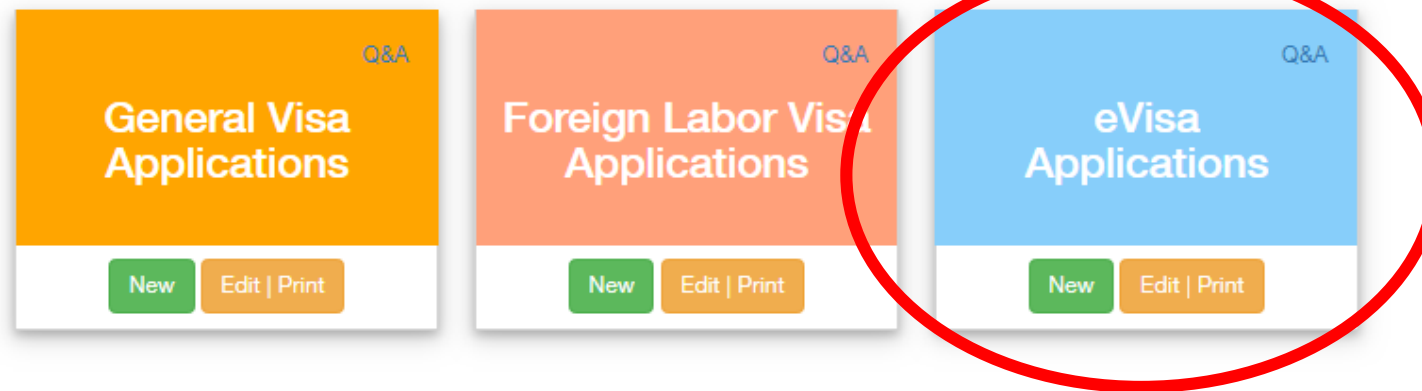 Q&A
General Visa
Applications
New
Edit | Print
Q&A
Foreign Labor Visa
Applications
New
Edit | Print
Q&A
eVisa
Applications
New
Edit | Print